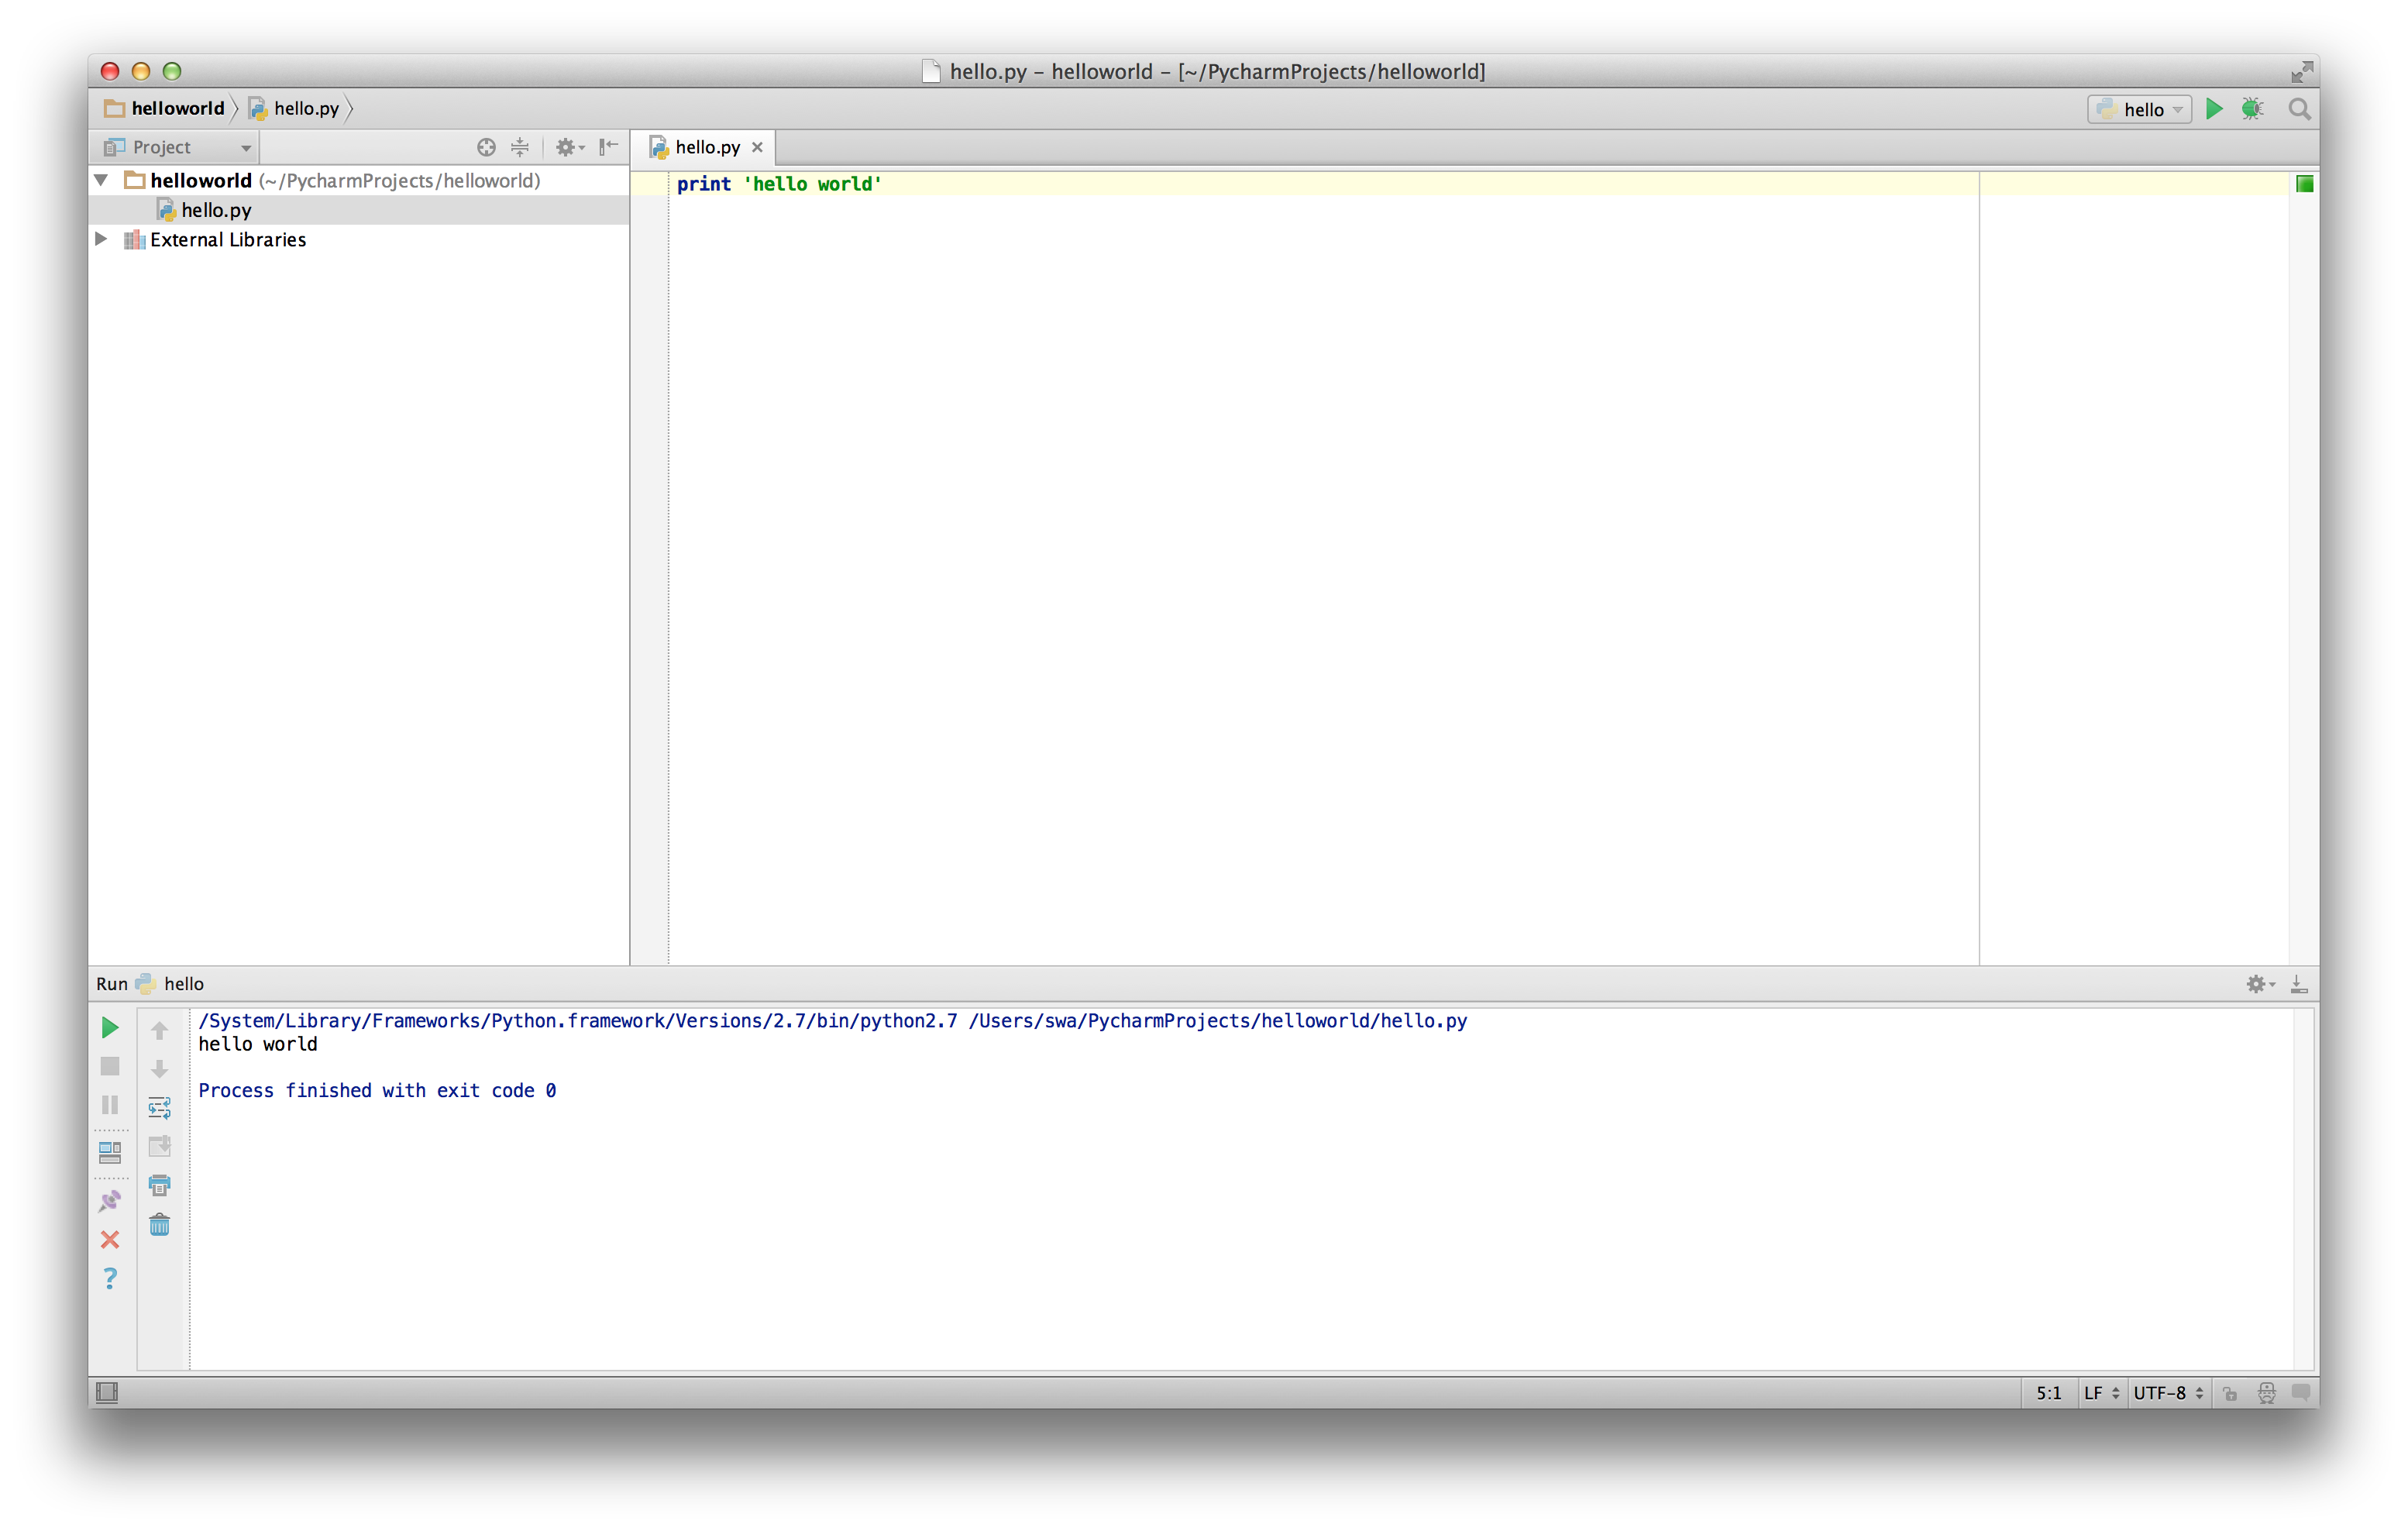 hello.py – helloworld – [~/PycharmProjects/helloworld]
helloworld hello.py
hello
Project
hello.py
helloworld (~/PycharmProjects/helloworld)
print 'hello world'
hello.py
External Libraries
Run hello
/System/Library/Frameworks/Python.framework/Versions/2.7/bin/python2.7 /Users/swa/PycharmProjects/helloworld/hello.py
hello world
Process finished with exit code 0
?
5:1 LF UTF-8